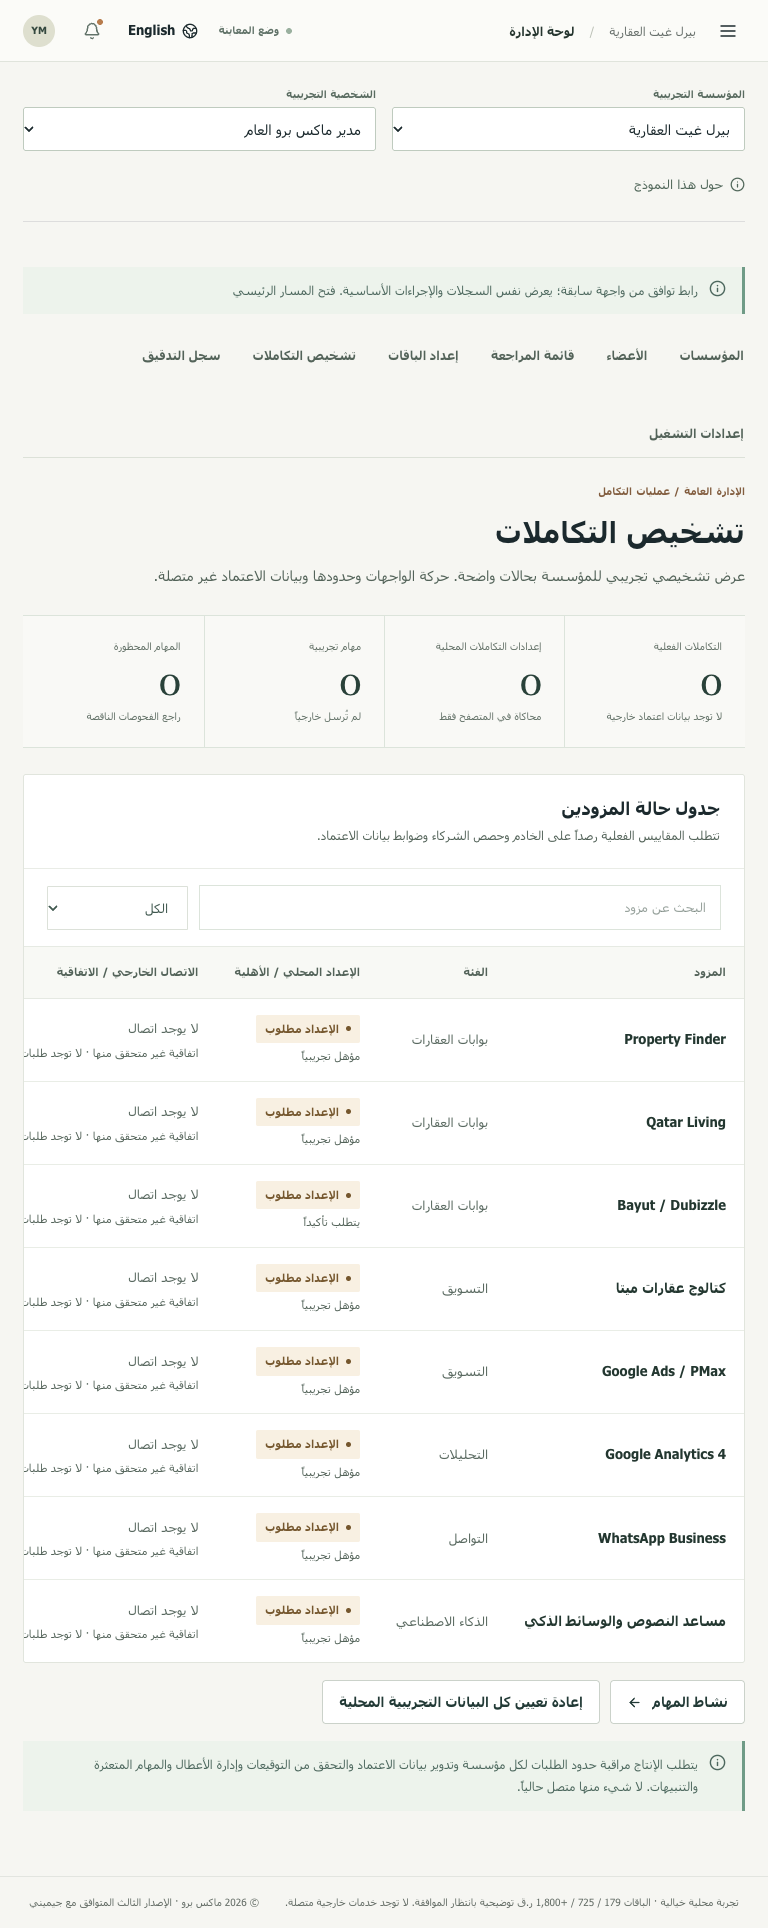 بيرل غيت العقارية / لوحة الإدارة
وضع المعاينة
English
YM
المؤسسة التجريبية
بيرل غيت العقارية
الشخصية التجريبية
مدير ماكس برو العام
حول هذا النموذج
رابط توافق من واجهة سابقة؛ يعرض نفس السجلات والإجراءات الأساسية. فتح المسار الرئيسي
المؤسسات الأعضاء قائمة المراجعة إعداد الباقات تشخيص التكاملات سجل التدقيق
إعدادات التشغيل
الإدارة العامة / عمليات التكامل
تشخيص التكاملات
عرض تشخيصي تجريبي للمؤسسة بحالات واضحة. حركة الواجهات وحدودها وبيانات الاعتماد غير متصلة.
التكاملات الفعلية
0
لا توجد بيانات اعتماد خارجية
إعدادات التكاملات المحلية
0
محاكاة في المتصفح فقط
مهام تجريبية
0
لم تُرسل خارجياً
المهام المحظورة
0
راجع الفحوصات الناقصة
جدول حالة المزودين
تتطلب المقاييس الفعلية رصداً على الخادم وحصص الشركاء وضوابط بيانات الاعتماد.
البحث عن مزود
الكل
المزود الفئة الإعداد المحلي / الأهلية الاتصال الخارجي / الاتفاقية
Property Finder بوابات العقارات الإعداد مطلوب لا يوجد اتصال
مؤهل تجريبياً اتفاقية غير متحقق منها · لا توجد طلبات
Qatar Living بوابات العقارات الإعداد مطلوب لا يوجد اتصال
مؤهل تجريبياً اتفاقية غير متحقق منها · لا توجد طلبات
Bayut / Dubizzle بوابات العقارات الإعداد مطلوب لا يوجد اتصال
يتطلب تأكيداً اتفاقية غير متحقق منها · لا توجد طلبات
كتالوج عقارات ميتا التسويق الإعداد مطلوب لا يوجد اتصال
مؤهل تجريبياً اتفاقية غير متحقق منها · لا توجد طلبات
Google Ads / PMax التسويق الإعداد مطلوب لا يوجد اتصال
مؤهل تجريبياً اتفاقية غير متحقق منها · لا توجد طلبات
Google Analytics 4 التحليلات الإعداد مطلوب لا يوجد اتصال
مؤهل تجريبياً اتفاقية غير متحقق منها · لا توجد طلبات
WhatsApp Business التواصل الإعداد مطلوب لا يوجد اتصال
مؤهل تجريبياً اتفاقية غير متحقق منها · لا توجد طلبات
مساعد النصوص والوسائط الذكي الذكاء الاصطناعي الإعداد مطلوب لا يوجد اتصال
مؤهل تجريبياً اتفاقية غير متحقق منها · لا توجد طلبات
نشاط المهام ←
إعادة تعيين كل البيانات التجريبية المحلية
يتطلب الإنتاج مراقبة حدود الطلبات لكل مؤسسة وتدوير بيانات الاعتماد والتحقق من التوقيعات وإدارة الأعطال والمهام المتعثرة
والتنبيهات. لا شيء منها متصل حالياً.
تجربة محلية خيالية · الباقات 179 / 725 / +1,800 ر.ق توضيحية بانتظار الموافقة. لا توجد خدمات خارجية متصلة.
© 2026 ماكس برو · الإصدار الثالث المتوافق مع جيميني